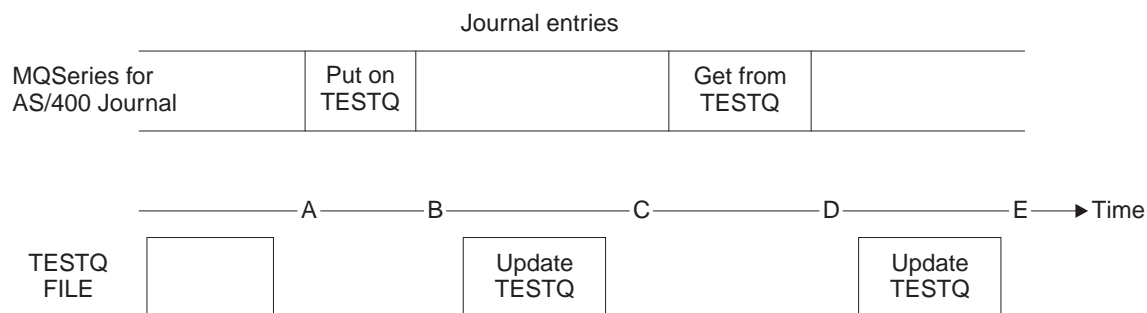 Journal entries
MQSeries for
AS/400 Journal
Put on
TESTQ
Get from
TESTQ
A B C D E Time
TESTQ
FILE
Update
TESTQ
Update
TESTQ